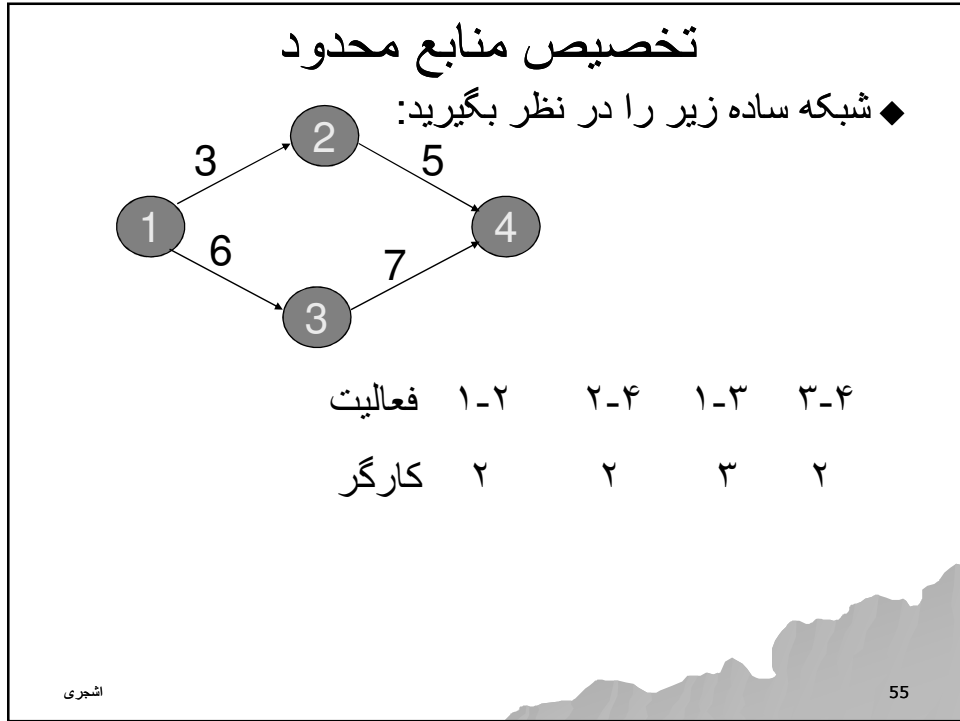 تخصیص منابع محدود
◆ شبکه ساده زیر را در نظر بگیرید:
2
3
5
1
4
6
7
3
فعالیت ۱-۲ ۲-۴ ۱-۳ ۳-۴
کارگر ۲ ۲ ۳ ۲
اشجری
55